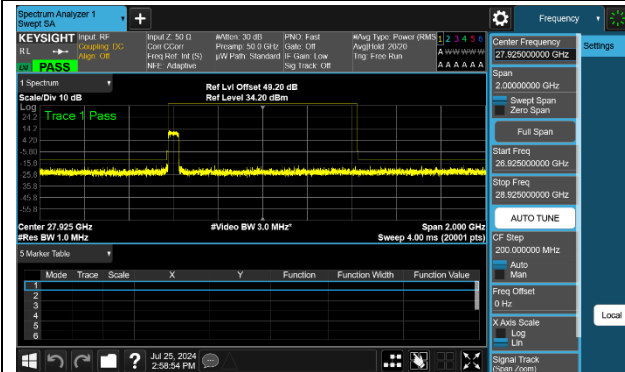 Spectrum Analyzer 1
Swept SA
Frequency
KEYSIGHT
Input: RF
Input Z: 50 Ω
#Atten: 30 dB
PNO: Fast
#Avg Type: Power (RMS
1 2 3 4 5 6
RL
Coupling: DC
Corr CCorr
Preamp: 50.0 GHz
Gate: Off
Avg|Hold: 20/20
A W W W W W
Align: Off
Freq Ref: Int (S)
µW Path: Standard
IF Gain: Low
Trig: Free Run
PASS
NFE: Adaptive
Sig Track: Off
A A A A A A
1 Spectrum
Ref Lvl Offset 49.20 dB
Scale/Div 10 dB
Ref Level 34.20 dBm
Log
Trace 1 Pass
24.2
14.2
4.20
-5.80
-15.8
-25.8
-35.8
-45.8
-55.8
Center 27.925 GHz
#Video BW 3.0 MHz*
Span 2.000 GHz
#Res BW 1.0 MHz
Sweep 4.00 ms (20001 pts)
5 Marker Table
Mode Trace Scale X Y Function Function Width Function Value
1
2
3
4
5
6
Jul 25, 2024
2:58:54 PM
Center Frequency
27.925000000 GHz
Settings
Span
2.00000000 GHz
Swept Span
Zero Span
Full Span
Start Freq
26.925000000 GHz
Stop Freq
28.925000000 GHz
AUTO TUNE
CF Step
200.000000 MHz
Auto
Man
Freq Offset
0 Hz
X Axis Scale
Log
Lin
Local
Signal Track
(Span Zoom)